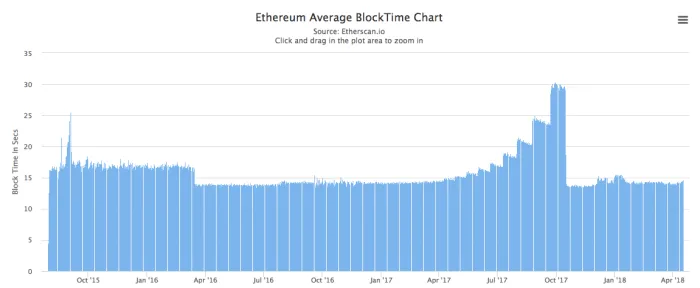 Ethereum Average BlockTime Chart
Source: Etherscan.io
Click and drag in the plot area to zoom in
Block Time in Secs
35
30
25
20
15
10
5
0
Oct '15
Jan '16
Apr '16
Jul '16
Oct '16
Jan '17
Apr '17
Jul '17
Oct '17
Jan '18
Apr '18